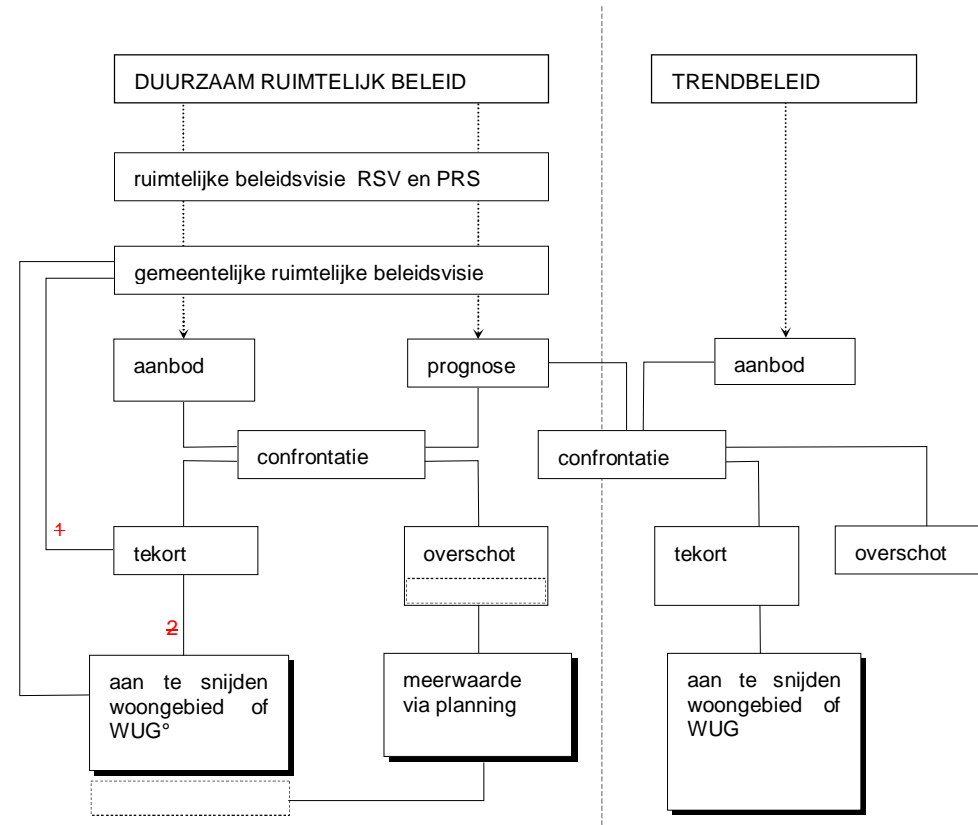 DUURZAAM RUIMTELIJK BELEID
TRENDBELEID
ruimtelijke beleidsvisie RSV en PRS
gemeentelijke ruimtelijke beleidsvisie
aanbod
prognose
aanbod
confrontatie
confrontatie
1
tekort
overschot
tekort
overschot
2
aan te snijden
woongebied of
WUG°
meerwaarde
via planning
aan te snijden
woongebied of
WUG